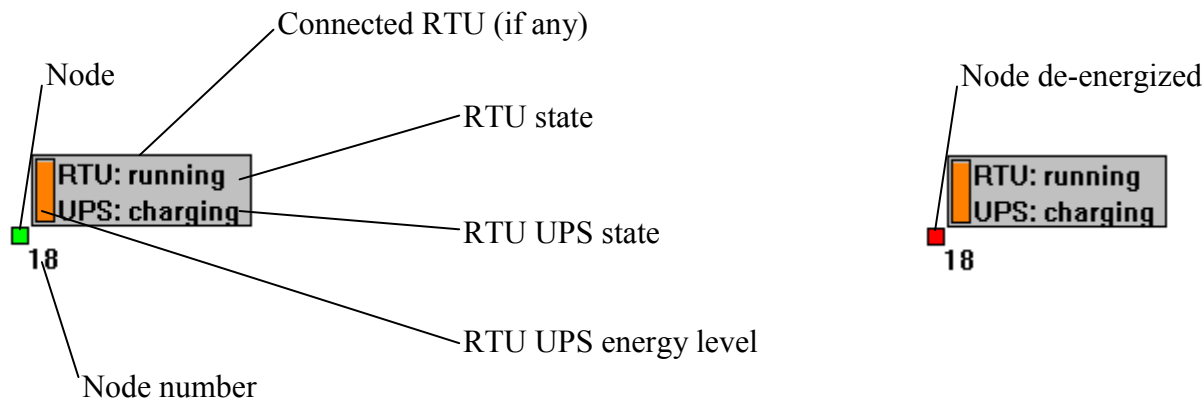 Connected RTU (if any)
Node
Node de-energized
RTU state
RTU: running
UPS: charging
RTU: running
UPS: charging
RTU UPS state
18
18
RTU UPS energy level
Node number